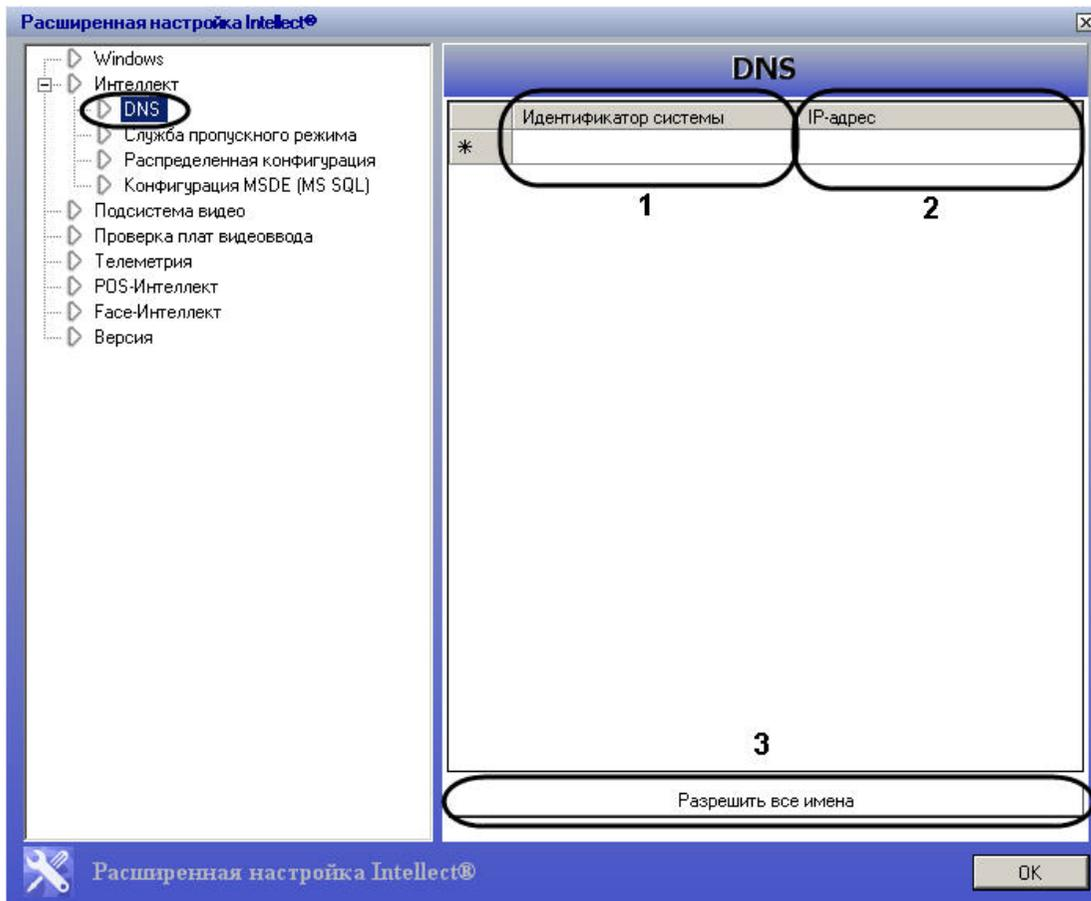 Расширенная настройка Intellect®
Windows
Интеллект
DNS
Служба пропускного режима
Распределенная конфигурация
Конфигурация MSDE (MS SQL)
Подсистема видео
Проверка плат видеоввода
Телеметрия
POS-Интеллект
Face-Интеллект
Версия
DNS
Идентификатор системы IP-адрес
1 2
3
Разрешить все имена
Расширенная настройка Intellect®
OK